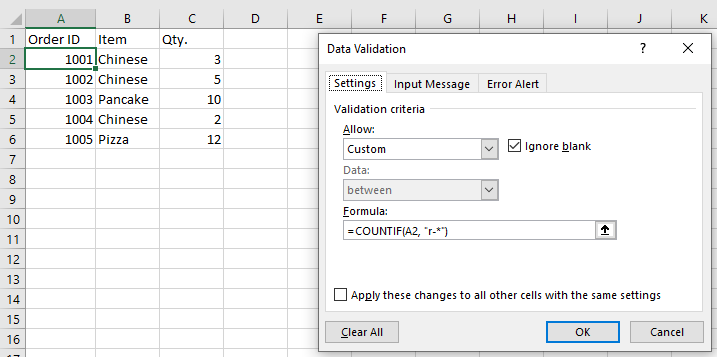 A B C D E F G H I J K
1 Order ID Item Qty.
2 1001 Chinese 3
3 1002 Chinese 5
4 1003 Pancake 10
5 1004 Chinese 2
6 1005 Pizza 12
7
8
9
10
11
12
13
14
15
16
17
Data Validation ? ×
Settings Input Message Error Alert
Validation criteria
Allow:
Custom Ignore blank
Data:
between
Formula:
=COUNTIF(A2, "r-*")
Apply these changes to all other cells with the same settings
Clear All OK Cancel